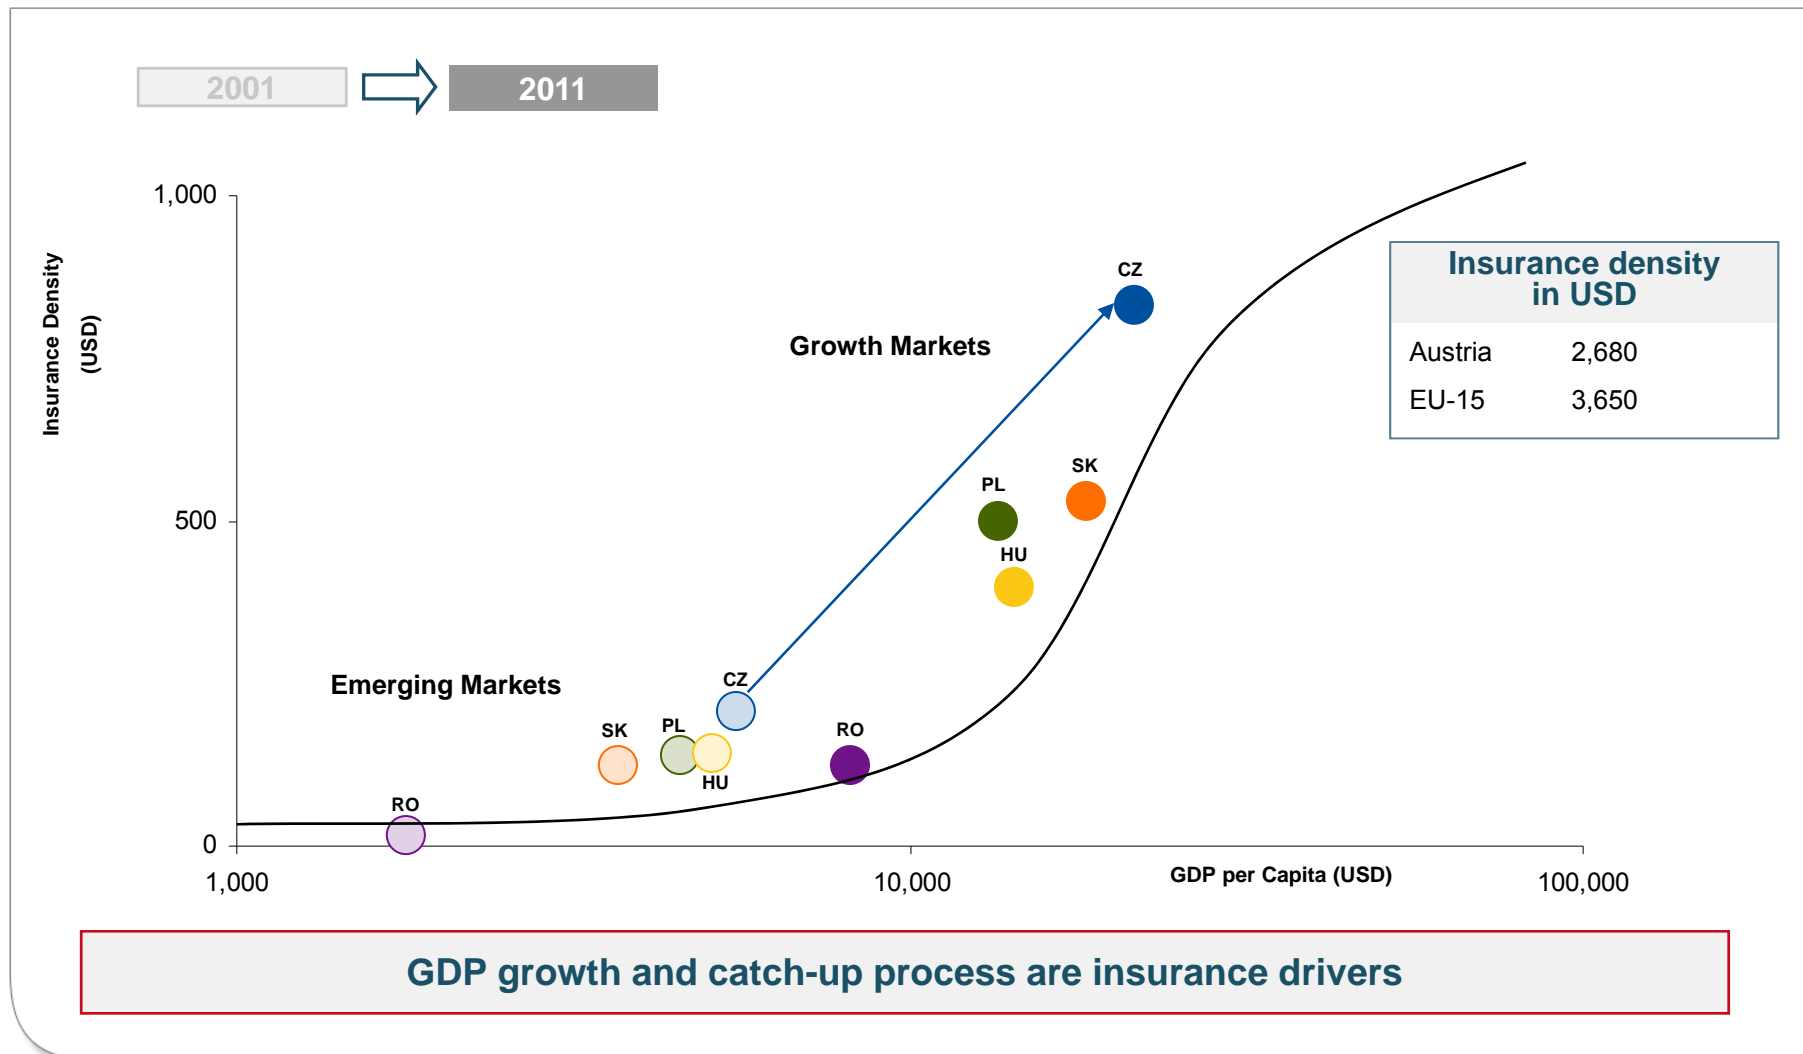 2001
2011
1,000
Insurance Density
(USD)
500
0
1,000
10,000
100,000
GDP per Capita (USD)
Growth Markets
Emerging Markets
CZ
SK
PL
HU
CZ
SK
PL
HU
RO
RO
Insurance density
in USD
Austria 2,680
EU-15 3,650
GDP growth and catch-up process are insurance drivers